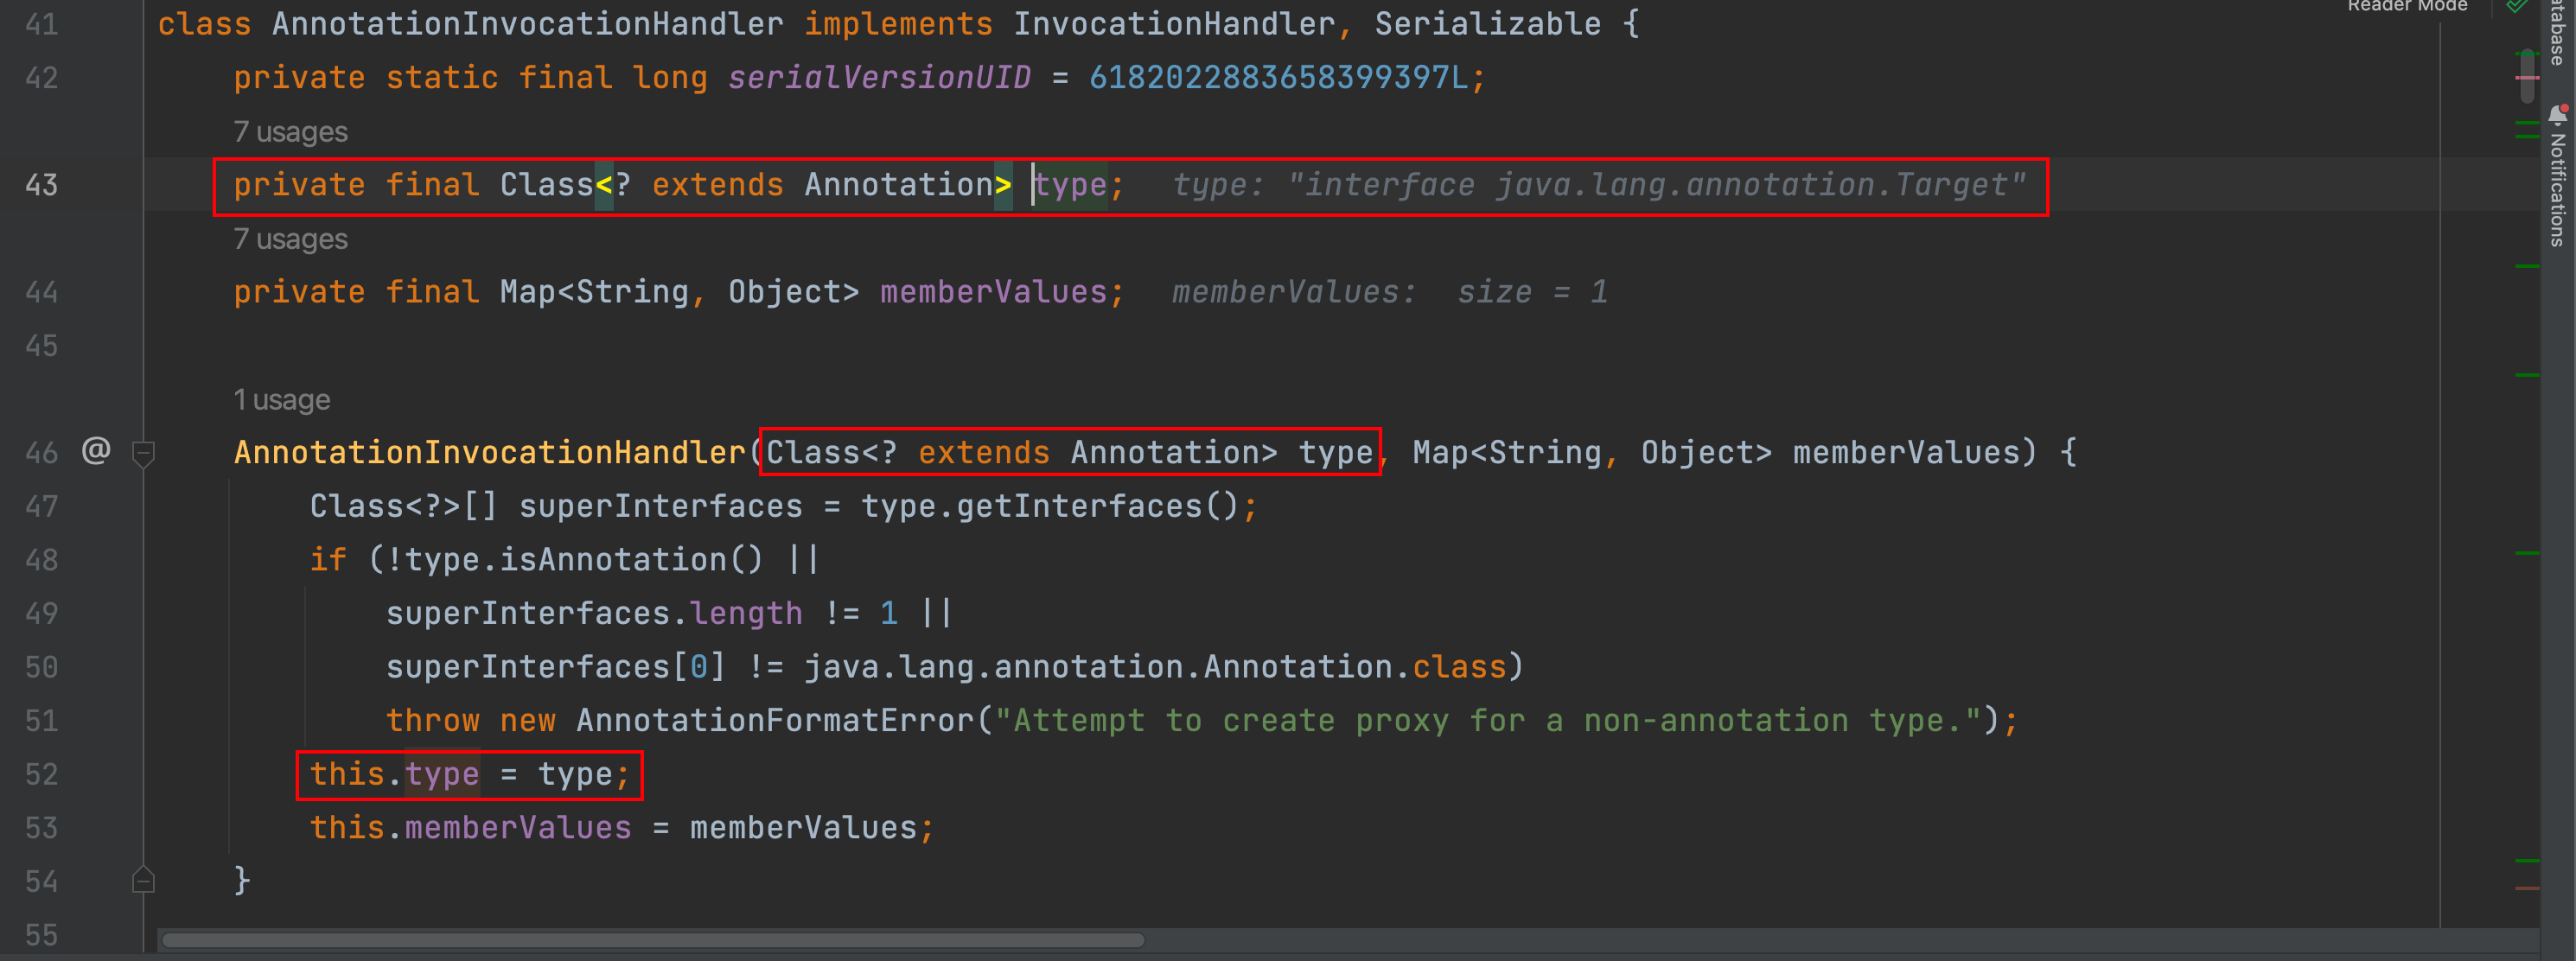 Reader Mode
41 class AnnotationInvocationHandler implements InvocationHandler, Serializable {
42 private static final long serialVersionUID = 6182022883658399397L;
7 usages
43 private final Class<? extends Annotation> type; type: "interface java.lang.annotation.Target"
7 usages
44 private final Map<String, Object> memberValues; memberValues: size = 1
45
1 usage
46 @ AnnotationInvocationHandler(Class<? extends Annotation> type, Map<String, Object> memberValues) {
47 Class<?>[] superInterfaces = type.getInterfaces();
48 if (!type.isAnnotation() ||
49 superInterfaces.length != 1 ||
50 superInterfaces[0] != java.lang.annotation.Annotation.class)
51 throw new AnnotationFormatError("Attempt to create proxy for a non-annotation type.");
52 this.type = type;
53 this.memberValues = memberValues;
54 }
55
Notifications